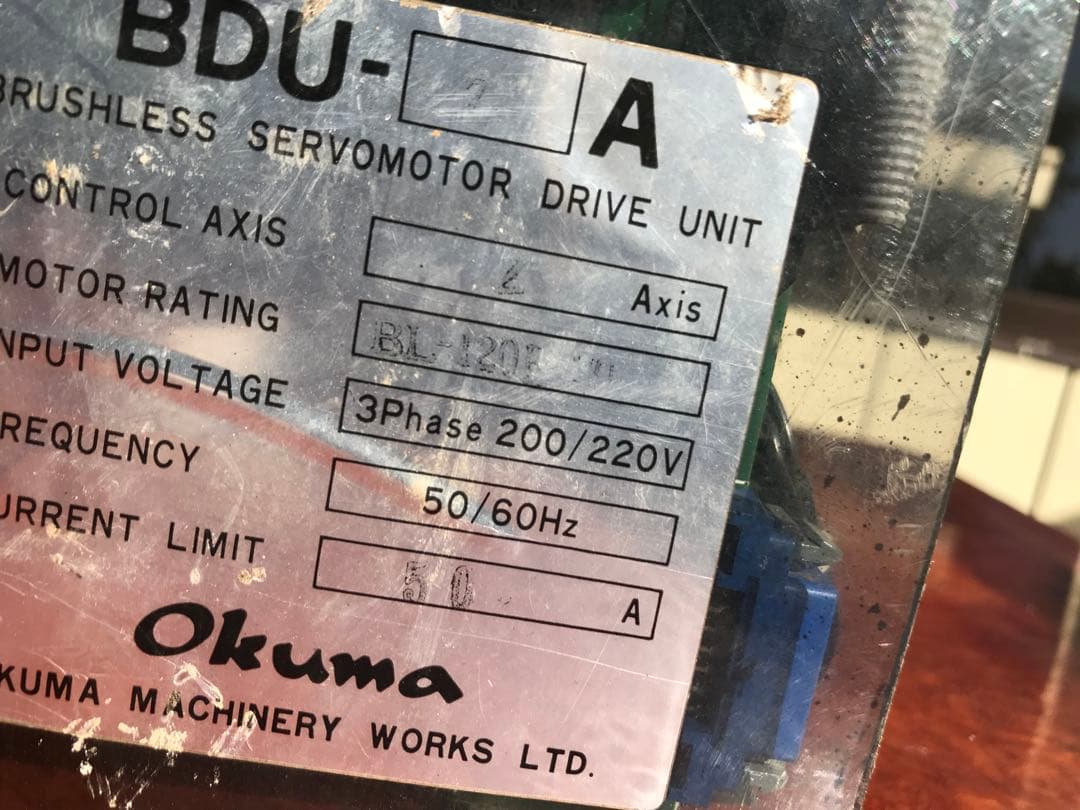 BDU- A
BRUSHLESS SERVOMOTOR DRIVE UNIT
CONTROL AXIS Z Axis
MOTOR RATING
NPUT VOLTAGE 3Phase 200/220V
REQUENCY 50/60Hz
URRENT LIMIT 50 A
Okuma
KUMA MACHINERY WORKS LTD.